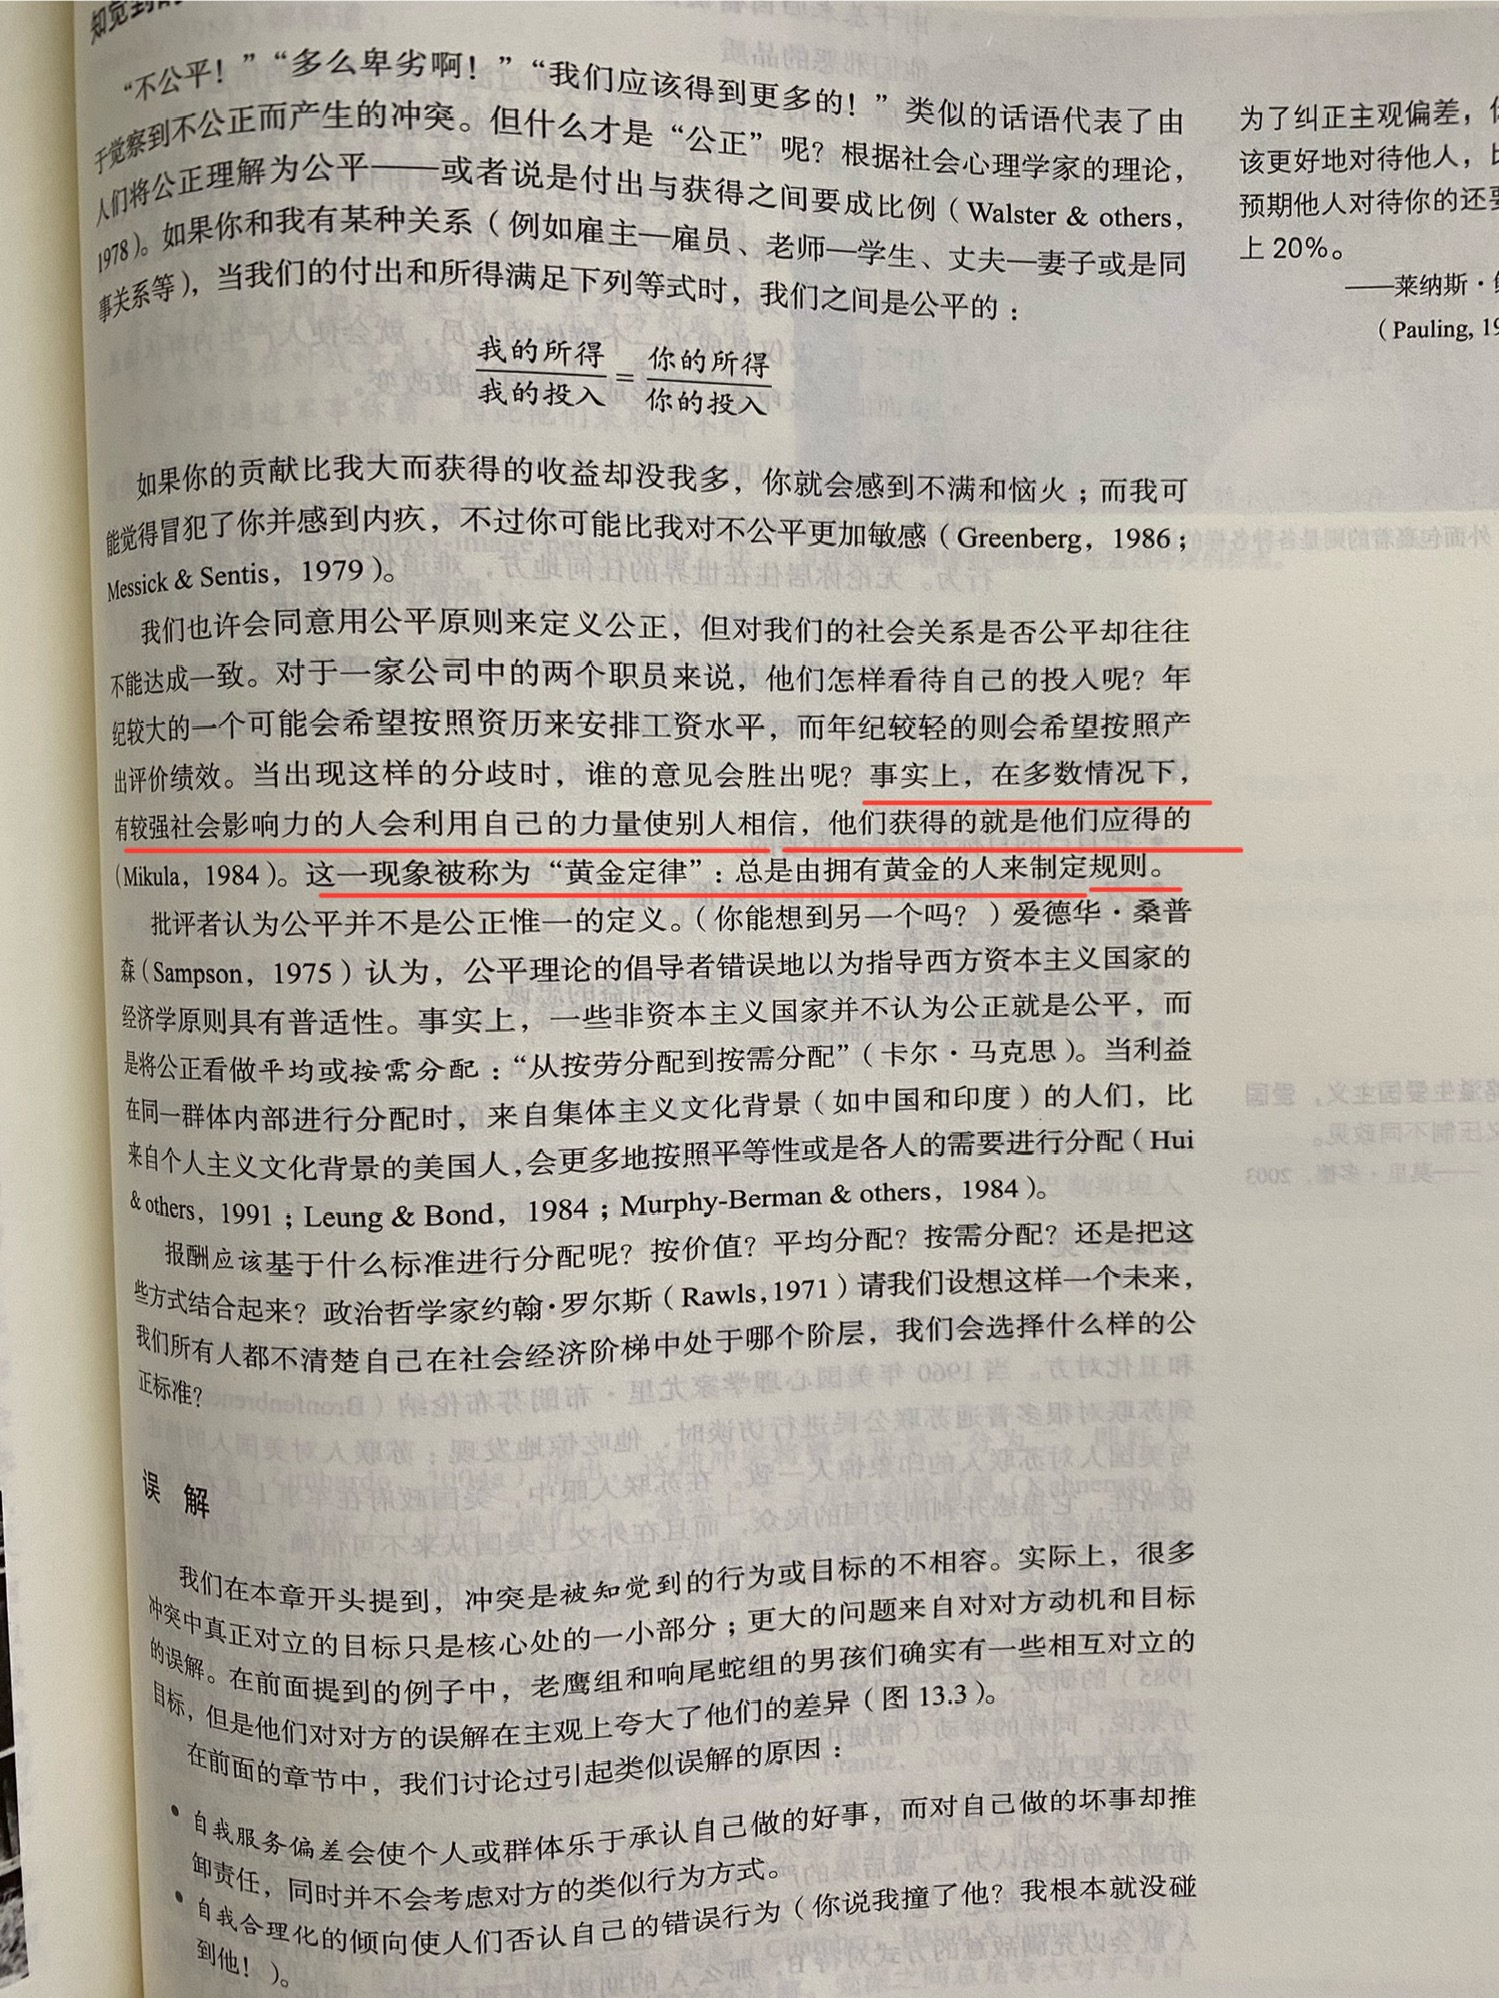 知觉到的
“不公平！”“多么卑劣啊！”“我们应该得到更多的！”类似的话语代表了由
于觉察到不公正而产生的冲突。但什么才是“公正”呢？根据社会心理学家的理论，
人们将公正理解为公平——或者说是付出与获得之间要成比例（Walster & others，
1978）。如果你和我有某种关系（例如雇主—雇员、老师—学生、丈夫—妻子或是同
事关系等），当我们的付出和所得满足下列等式时，我们之间是公平的：
我的所得/我的投入 = 你的所得/你的投入
如果你的贡献比我大而获得的收益却没我多，你就会感到不满和恼火；而我可
能觉得冒犯了你并感到内疚，不过你可能比我对不公平更加敏感（Greenberg，1986；
Messick & Sentis，1979）。
我们也许会同意用公平原则来定义公正，但对我们的社会关系是否公平却往往
不能达成一致。对于一家公司中的两个职员来说，他们怎样看待自己的投入呢？年
纪较大的一个可能会希望按照资历来安排工资水平，而年纪较轻的则会希望按照产
出评价绩效。当出现这样的分歧时，谁的意见会胜出呢？事实上，在多数情况下，
有较强社会影响力的人会利用自己的力量使别人相信，他们获得的就是他们应得的
（Mikula，1984）。这一现象被称为“黄金定律”：总是由拥有黄金的人来制定规则。
批评者认为公平并不是公正惟一的定义。（你能想到另一个吗？）爱德华·桑普
森（Sampson，1975）认为，公平理论的倡导者错误地以为指导西方资本主义国家的
经济学原则具有普适性。事实上，一些非资本主义国家并不认为公正就是公平，而
是将公正看做平均或按需分配：“从按劳分配到按需分配”（卡尔·马克思）。当利益
在同一群体内部进行分配时，来自集体主义文化背景（如中国和印度）的人们，比
来自个人主义文化背景的美国人，会更多地按照平等性或是各人的需要进行分配（Hui
& others，1991；Leung & Bond，1984；Murphy-Berman & others，1984）。
报酬应该基于什么标准进行分配呢？按价值？平均分配？按需分配？还是把这
些方式结合起来？政治哲学家约翰·罗尔斯（Rawls,1971）请我们设想这样一个未来，
我们所有人都不清楚自己在社会经济阶梯中处于哪个阶层，我们会选择什么样的公
正标准？
误 解
我们在本章开头提到，冲突是被知觉到的行为或目标的不相容。实际上，很多
冲突中真正对立的目标只是核心处的一小部分；更大的问题来自对对方动机和目标
的误解。在前面提到的例子中，老鹰组和响尾蛇组的男孩们确实有一些相互对立的
目标，但是他们对对方的误解在主观上夸大了他们的差异（图 13.3）。
在前面的章节中，我们讨论过引起类似误解的原因：
• 自我服务偏差会使个人或群体乐于承认自己做的好事，而对自己做的坏事却推
卸责任，同时并不会考虑对方的类似行为方式。
• 自我合理化的倾向使人们否认自己的错误行为（你说我撞了他？我根本就没碰
到他！）。
为了纠正主观偏差，
该更好地对待他人，
预期他人对待你的还要
上 20%。
——莱纳斯·
（Pauling, 19